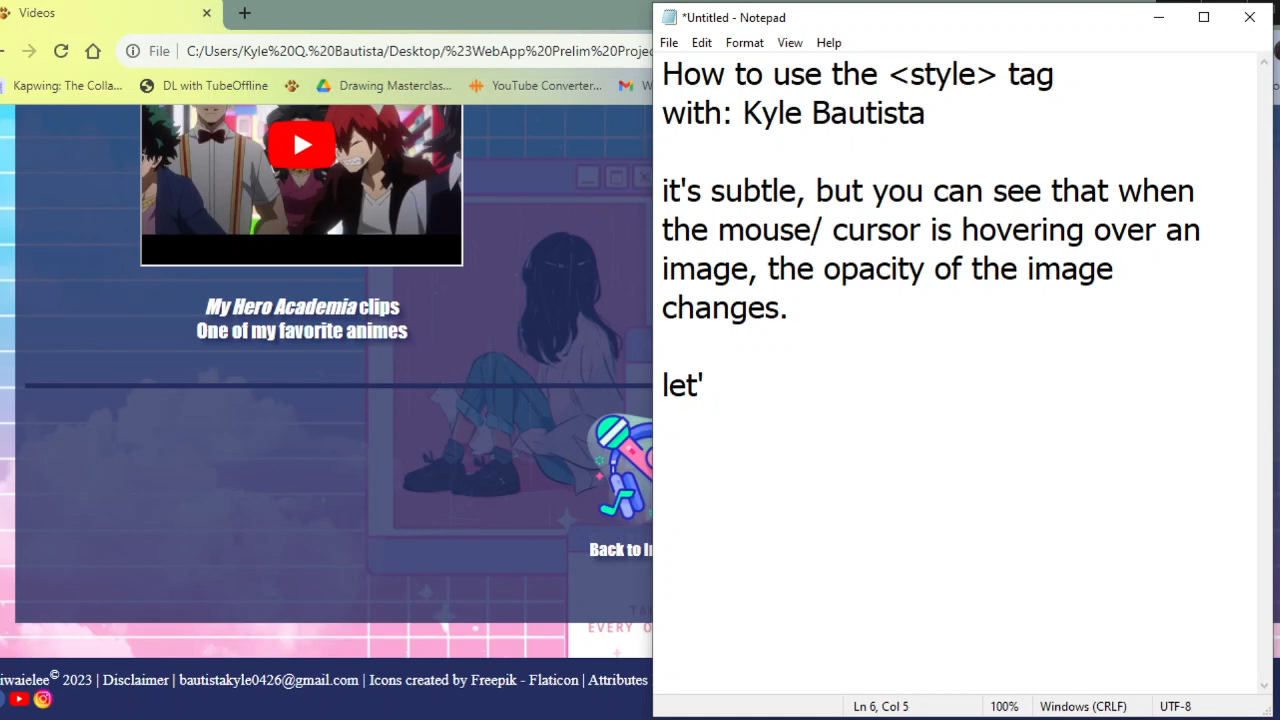 Videos
*Untitled - Notepad
File | C:/Users/Kyle%20Q.%20Bautista/Desktop/%23WebApp%20Prelim%20Projec
File Edit Format View Help
Kapwing: The Colla... DL with TubeOffline Drawing Masterclas... YouTube Converter...
How to use the <style> tag
with: Kyle Bautista
it's subtle, but you can see that when
the mouse/ cursor is hovering over an
image, the opacity of the image
changes.
let'
My Hero Academia clips
One of my favorite animes
Back to I
EVERY O
iwaielee© 2023 | Disclaimer | bautistakyle0426@gmail.com | Icons created by Freepik - Flaticon | Attributes
Ln 6, Col 5 100% Windows (CRLF) UTF-8